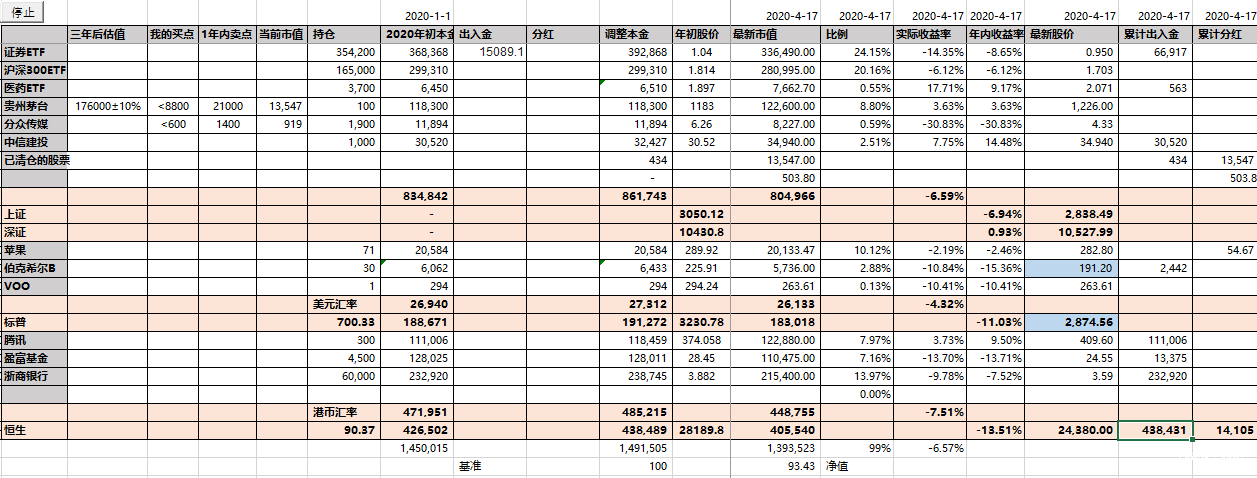 停止
2020-1-1 2020-4-17 2020-4-17 2020-4-17 2020-4-17 2020-4-17 2020-4-17 2020-4-17
三年后估值 我的买点 1年内卖点 当前市值 持仓 2020年初本金 出入金 分红 调整本金 年初股价 最新市值 比例 实际收益率 年内收益率 最新股价 累计出入金 累计分红
证券ETF 354,200 368,368 15089.1 392,868 1.04 336,490.00 24.15% -14.35% -8.65% 0.950 66,917
沪深300ETF 165,000 299,310 299,310 1.814 280,995.00 20.16% -6.12% -6.12% 1.703
医药ETF 3,700 6,450 6,510 1.897 7,662.70 0.55% 17.71% 9.17% 2.071 563
贵州茅台 176000±10% <8800 21000 13,547 100 118,300 118,300 1183 122,600.00 8.80% 3.63% 3.63% 1,226.00
分众传媒 <600 1400 919 1,900 11,894 11,894 6.26 8,227.00 0.59% -30.83% -30.83% 4.33
中信建投 1,000 30,520 32,427 30.52 34,940.00 2.51% 7.75% 14.48% 34.940 30,520
已清仓的股票 434 13,547.00 434 13,547
- 503.80 503.8
834,842 861,743 804,966 -6.59%
上证 - 3050.12 -6.94% 2,838.49
深证 - 10430.8 0.93% 10,527.99
苹果 71 20,584 20,584 289.92 20,133.47 10.12% -2.19% -2.46% 282.80 54.67
伯克希尔B 30 6,062 6,433 225.91 5,736.00 2.88% -10.84% -15.36% 191.20 2,442
VOO 1 294 294 294.24 263.61 0.13% -10.41% -10.41% 263.61
美元汇率 26,940 27,312 26,133 -4.32%
标普 700.33 188,671 191,272 3230.78 183,018 -11.03% 2,874.56
腾讯 300 111,006 118,459 374.058 122,880.00 7.97% 3.73% 9.50% 409.60 111,006
盈富基金 4,500 128,025 128,011 28.45 110,475.00 7.16% -13.70% -13.71% 24.55 13,375
浙商银行 60,000 232,920 238,745 3.882 215,400.00 13.97% -9.78% -7.52% 3.59 232,920
0.00%
港币汇率 471,951 485,215 448,755 -7.51%
恒生 90.37 426,502 438,489 28189.8 405,540 -13.51% 24,380.00 438,431 14,105
1,450,015 1,491,505 1,393,523 99% -6.57%
基准 100 93.43 净值